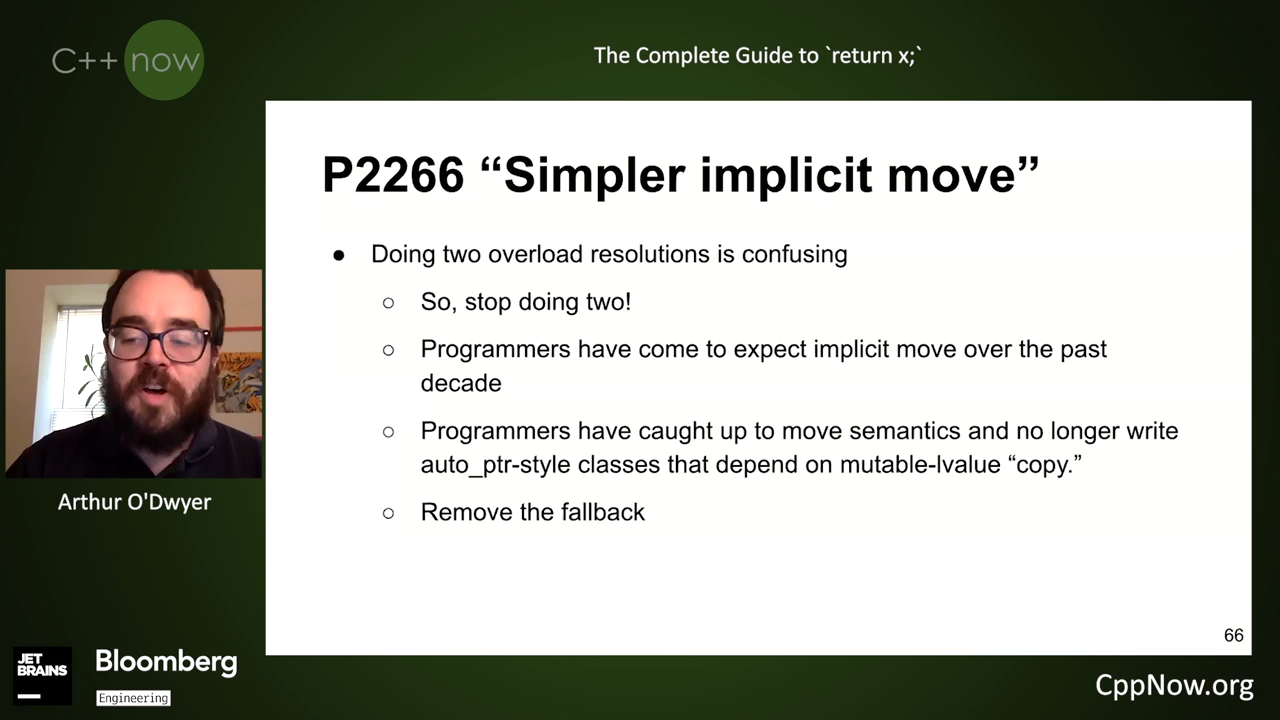 C++ now
The Complete Guide to `return x;`
P2266 “Simpler implicit move”
● Doing two overload resolutions is confusing
○ So, stop doing two!
○ Programmers have come to expect implicit move over the past
decade
○ Programmers have caught up to move semantics and no longer write
auto_ptr-style classes that depend on mutable-lvalue “copy.”
○ Remove the fallback
66
Arthur O'Dwyer
JET
BRAINS
Bloomberg
Engineering
CppNow.org